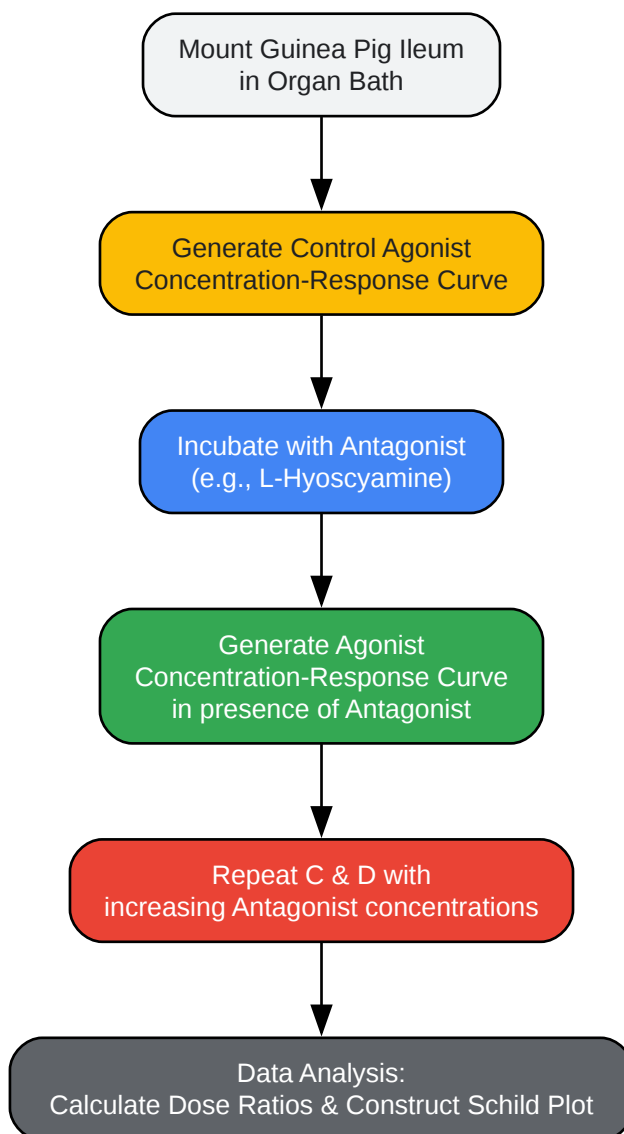 Mount Guinea Pig Ileum
in Organ Bath
Generate Control Agonist
Concentration-Response Curve
Incubate with Antagonist
(e.g., L-Hyoscyamine)
Generate Agonist
Concentration-Response Curve
in presence of Antagonist
Repeat C & D with
increasing Antagonist concentrations
Data Analysis:
Calculate Dose Ratios & Construct Schild Plot